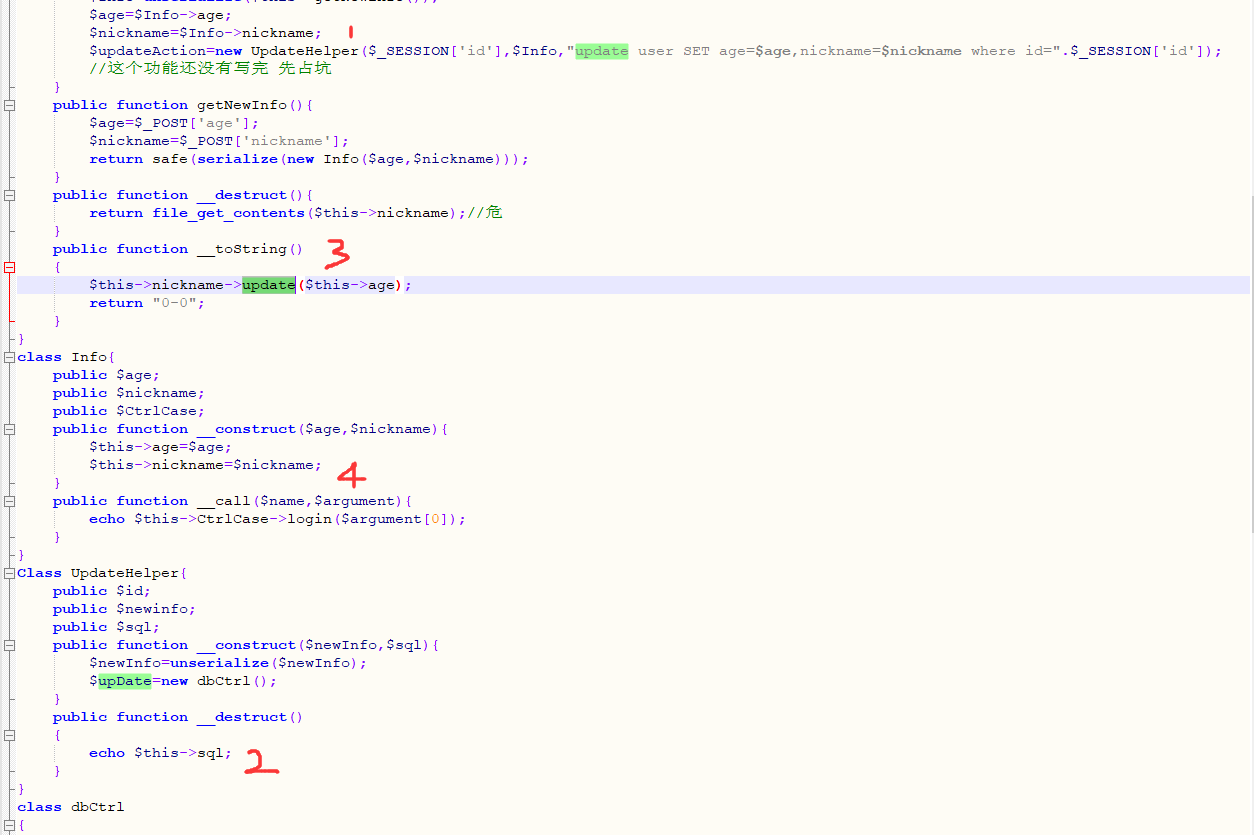 $age=$Info->age;
$nickname=$Info->nickname; 1
$updateAction=new UpdateHelper($_SESSION['id'],$Info,"update user SET age=$age,nickname=$nickname where id=".$_SESSION['id']);
//这个功能还没有写完 先占坑
}
public function getNewInfo(){
$age=$_POST['age'];
$nickname=$_POST['nickname'];
return safe(serialize(new Info($age,$nickname)));
}
public function __destruct(){
return file_get_contents($this->nickname);//危
}
public function __toString() 3
{
$this->nickname->update($this->age);
return "0-0";
}
}
class Info{
public $age;
public $nickname;
public $CtrlCase;
public function __construct($age,$nickname){
$this->age=$age;
$this->nickname=$nickname;
} 4
public function __call($name,$argument){
echo $this->CtrlCase->login($argument[0]);
}
}
Class UpdateHelper{
public $id;
public $newinfo;
public $sql;
public function __construct($newInfo,$sql){
$newInfo=unserialize($newInfo);
$upDate=new dbCtrl();
}
public function __destruct()
{
echo $this->sql; 2
}
}
class dbCtrl
{